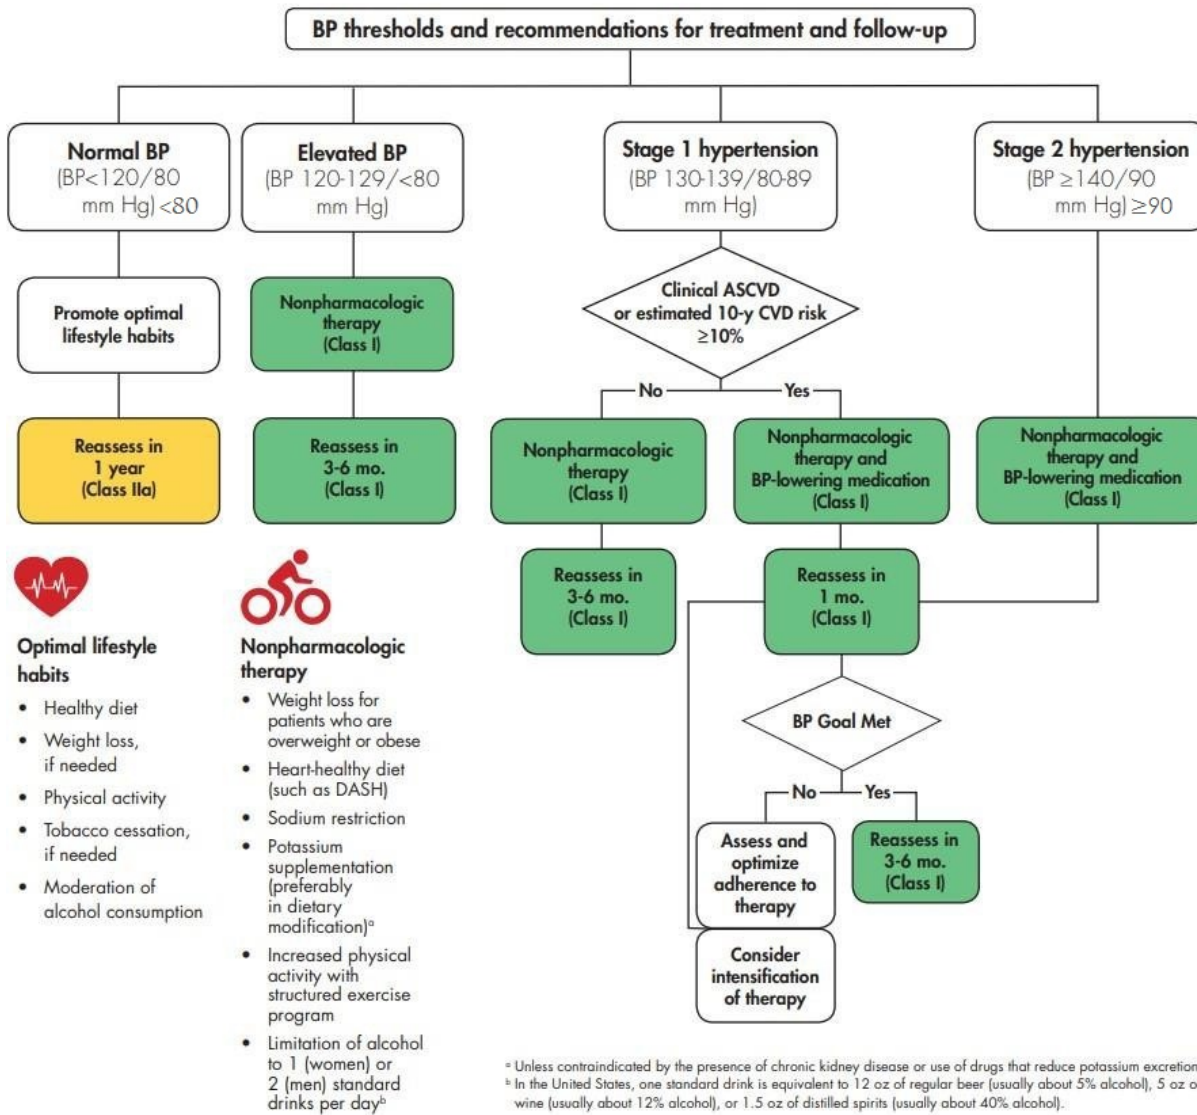 BP thresholds and recommendations for treatment and follow-up
Normal BP
(BP<120/80
mm Hg) <80
Elevated BP
(BP 120-129/<80
mm Hg)
Stage 1 hypertension
(BP 130-139/80-89
mm Hg)
Stage 2 hypertension
(BP ≥140/90
mm Hg) ≥90
Promote optimal
lifestyle habits
Nonpharmacologic
therapy
(Class I)
Clinical ASCVD
or estimated 10-y CVD risk
≥10%
No
Yes
Reassess in
1 year
(Class IIa)
Reassess in
3-6 mo.
(Class I)
Nonpharmacologic
therapy
(Class I)
Nonpharmacologic
therapy and
BP-lowering medication
(Class I)
Nonpharmacologic
therapy and
BP-lowering medication
(Class I)
Reassess in
3-6 mo.
(Class I)
Reassess in
1 mo.
(Class I)
BP Goal Met
No
Yes
Assess and
optimize
adherence to
therapy
Reassess in
3-6 mo.
(Class I)
Consider
intensification
of therapy
Optimal lifestyle
habits
• Healthy diet
• Weight loss,
if needed
• Physical activity
• Tobacco cessation,
if needed
• Moderation of
alcohol consumption
Nonpharmacologic
therapy
• Weight loss for
patients who are
overweight or obese
• Heart-healthy diet
(such as DASH)
• Sodium restriction
• Potassium
supplementation
(preferably
in dietary
modification)ᵃ
• Increased physical
activity with
structured exercise
program
• Limitation of alcohol
to 1 (women) or
2 (men) standard
drinks per dayᵇ
ᵃ Unless contraindicated by the presence of chronic kidney disease or use of drugs that reduce potassium excretion
ᵇ In the United States, one standard drink is equivalent to 12 oz of regular beer (usually about 5% alcohol), 5 oz o
wine (usually about 12% alcohol), or 1.5 oz of distilled spirits (usually about 40% alcohol).